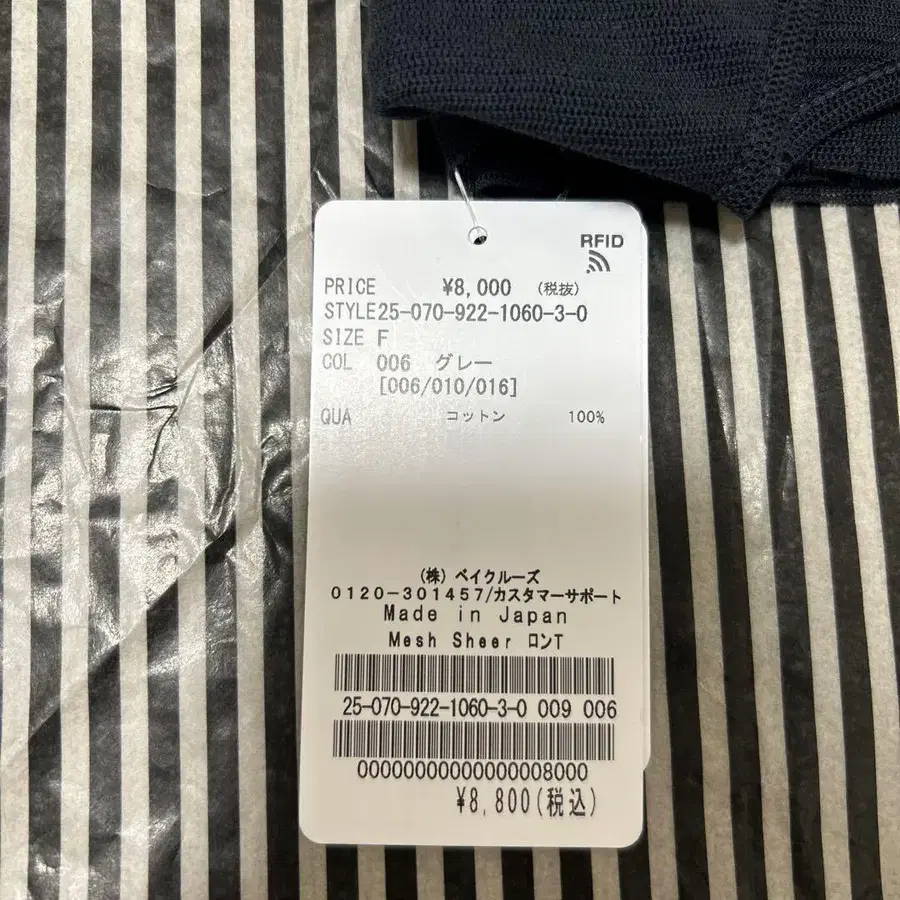 RFID
PRICE ¥8,000 (税抜)
STYLE25-070-922-1060-3-0
SIZE F
COL 006 グレー
[006/010/016]
QUA コットン 100%
(株) ベイクルーズ
0120-301457/カスタマーサポート
Made in Japan
Mesh Sheer ロンT
25-070-922-1060-3-0 009 006
00000000000000008000
¥8,800(税込)